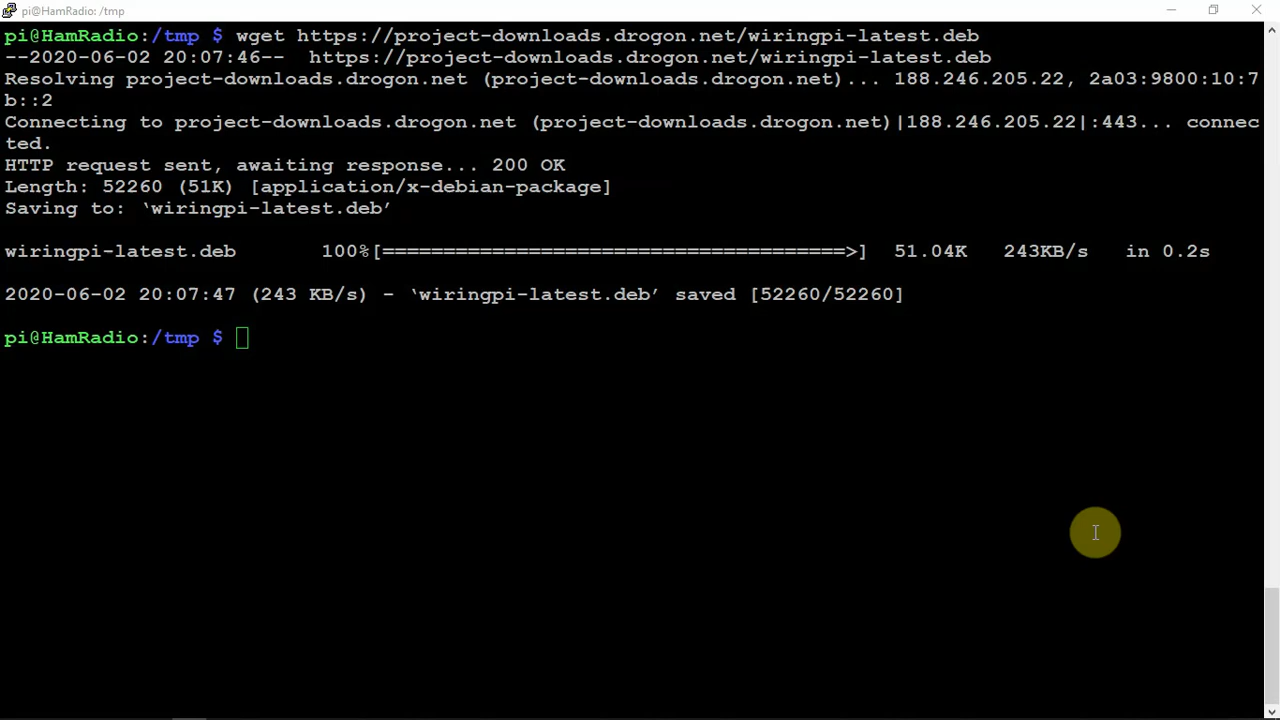 pi@HamRadio: /tmp
pi@HamRadio:/tmp $ wget https://project-downloads.drogon.net/wiringpi-latest.deb
--2020-06-02 20:07:46--  https://project-downloads.drogon.net/wiringpi-latest.deb
Resolving project-downloads.drogon.net (project-downloads.drogon.net)... 188.246.205.22, 2a03:9800:10:7
b::2
Connecting to project-downloads.drogon.net (project-downloads.drogon.net)|188.246.205.22|:443... connec
ted.
HTTP request sent, awaiting response... 200 OK
Length: 52260 (51K) [application/x-debian-package]
Saving to: ‘wiringpi-latest.deb’
wiringpi-latest.deb       100%[======================================>]  51.04K   243KB/s   in 0.2s
2020-06-02 20:07:47 (243 KB/s) - ‘wiringpi-latest.deb’ saved [52260/52260]
pi@HamRadio:/tmp $